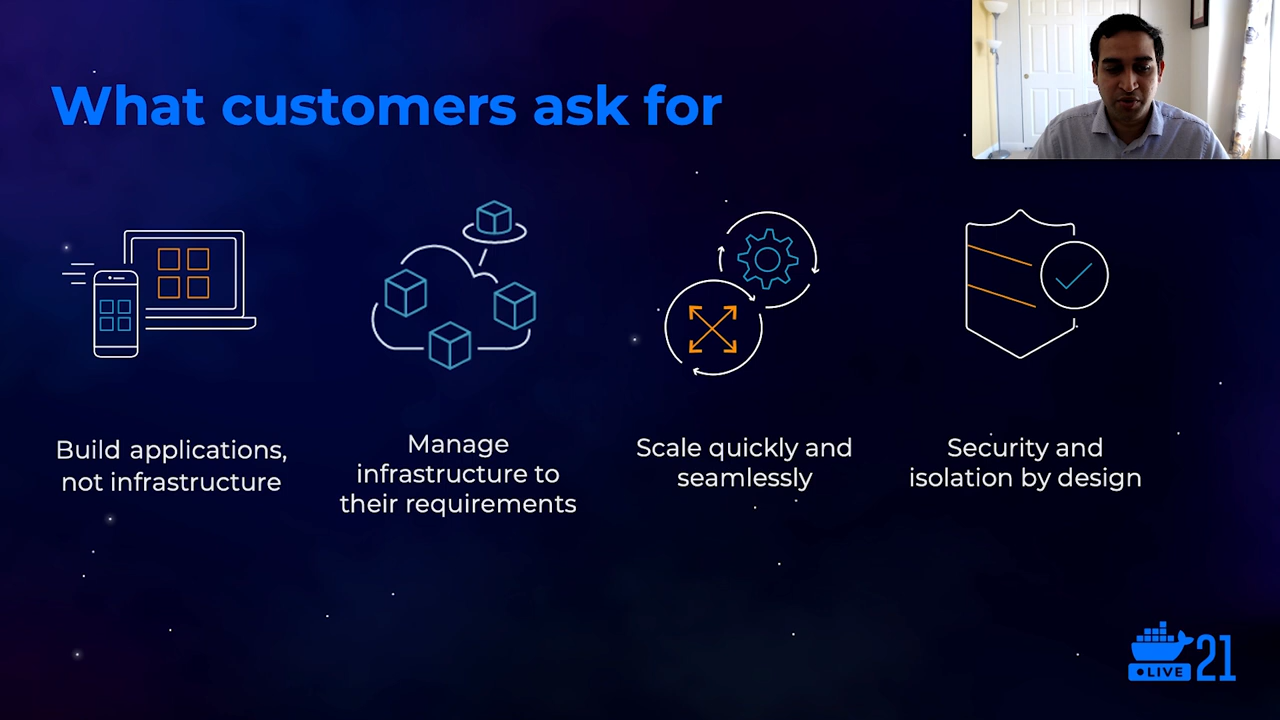 What customers ask for
Build applications,
not infrastructure
Manage
infrastructure to
their requirements
Scale quickly and
seamlessly
Security and
isolation by design
LIVE 21